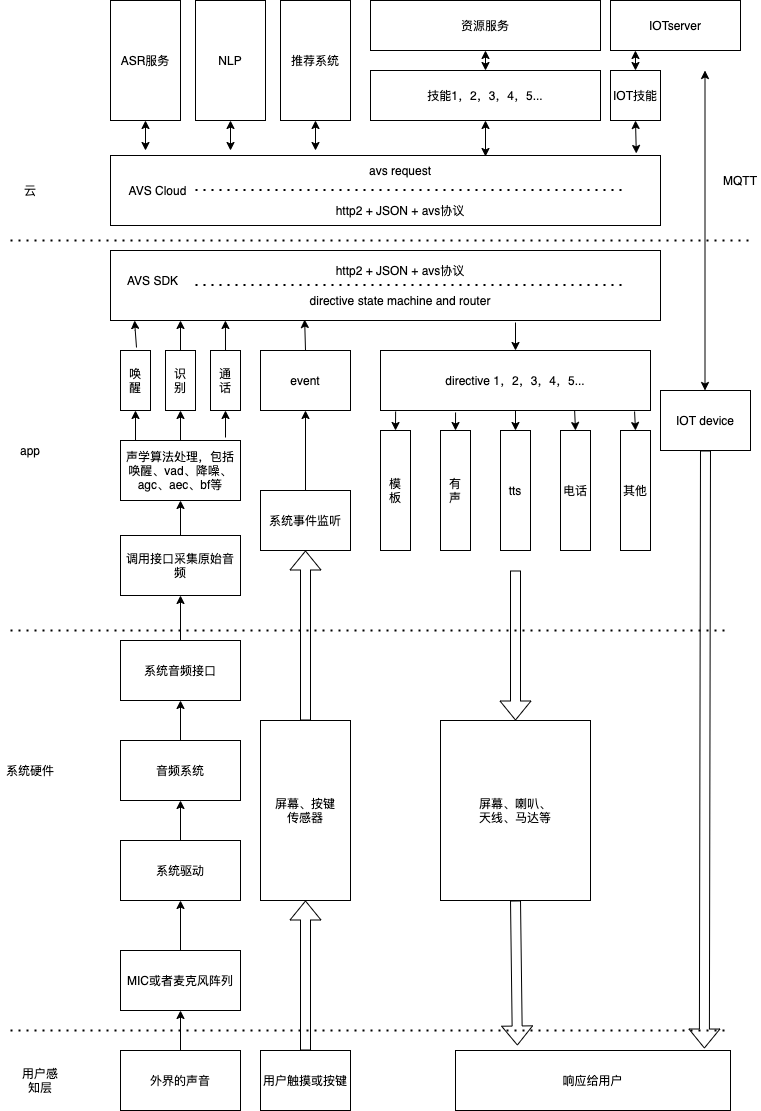 资源服务
IOTserver
ASR服务
NLP
推荐系统
技能1，2，3，4，5...
IOT技能
云
avs request
AVS Cloud
http2 + JSON + avs协议
MQTT
http2 + JSON + avs协议
AVS SDK
directive state machine and router
唤
醒
识
别
通
话
event
directive 1，2，3，4，5...
IOT device
app
声学算法处理，包括
唤醒、vad、降噪、
agc、aec、bf等
系统事件监听
模
板
有
声
tts
电话
其他
调用接口采集原始音
频
系统音频接口
系统硬件
音频系统
屏幕、按键
传感器
屏幕、喇叭、
天线、马达等
系统驱动
MIC或者麦克风阵列
用户感
知层
外界的声音
用户触摸或按键
响应给用户